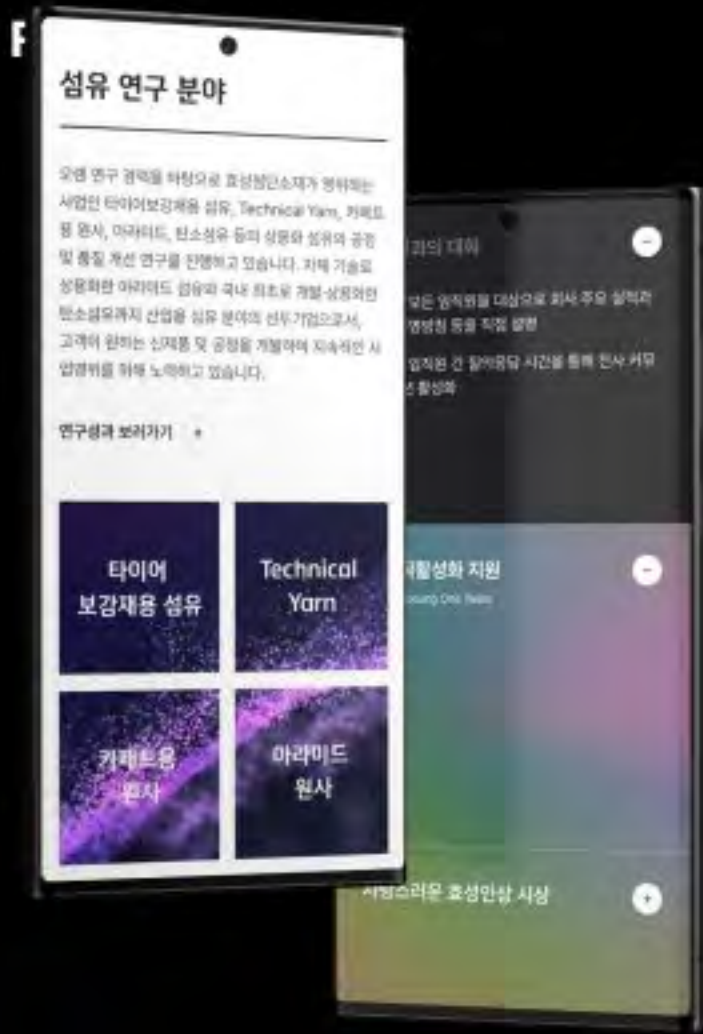 섬유 연구 분야
오랜 연구 경력을 바탕으로 효성첨단소재가 영위하는
사업인 타이어보강재용 섬유, Technical Yarn, 카페트
용 원사, 아라미드, 탄소섬유 등의 상용화 섬유의 공정
및 품질 개선 연구를 진행하고 있습니다. 자체 기술로
상용화한 아라미드 섬유와 국내 최초로 개발·상용화한
탄소섬유까지 산업용 섬유 분야의 선두기업으로서,
고객이 원하는 신제품 및 공정을 개발하여 지속적인 사
업영위를 위해 노력하고 있습니다.
연구성과 보러가기 +
타이어
보강재용 섬유
Technical
Yarn
카페트용
원사
아라미드
원사
과의 대화
모든 임직원을 대상으로 회사 주요 실적과
영방침 등을 직접 설명
임직원 간 질의응답 시간을 통해 전사 커뮤
션 활성화
활성화 지원
자랑스러운 효성인상 시상